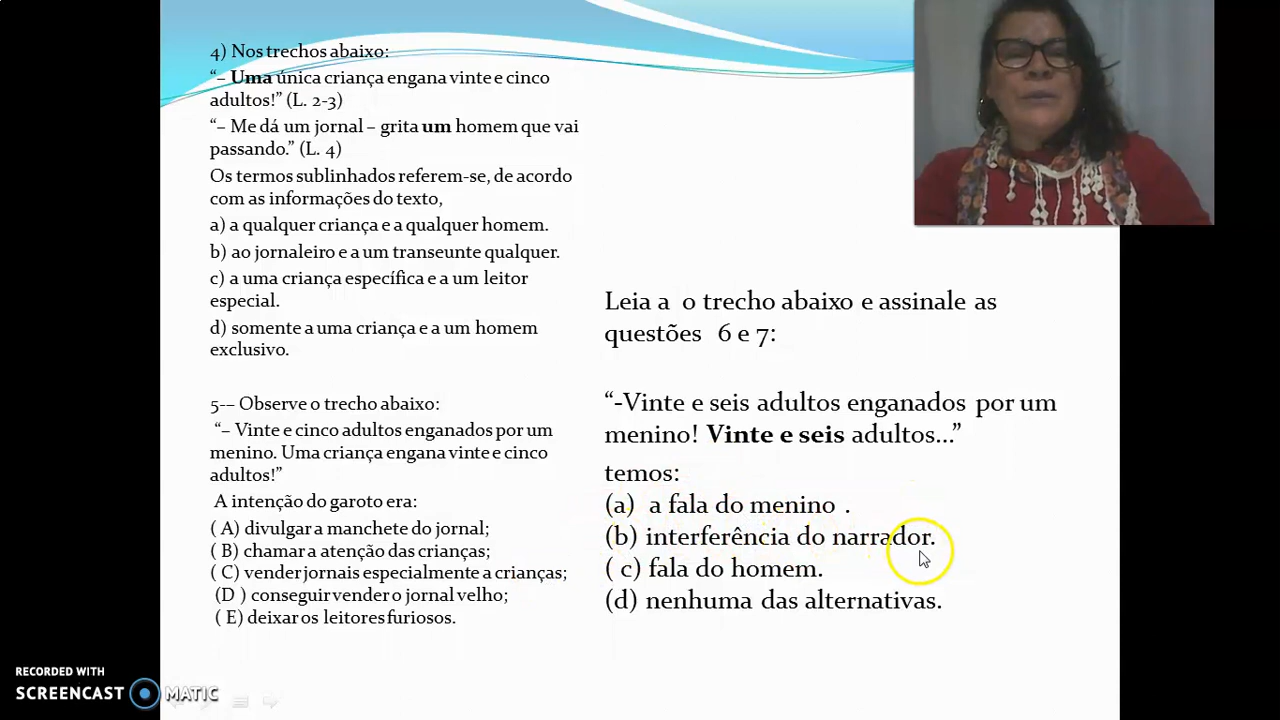 4) Nos trechos abaixo:
“– Uma única criança engana vinte e cinco
adultos!” (L. 2-3)
“– Me dá um jornal – grita um homem que vai
passando.” (L. 4)
Os termos sublinhados referem-se, de acordo
com as informações do texto,
a) a qualquer criança e a qualquer homem.
b) ao jornaleiro e a um transeunte qualquer.
c) a uma criança específica e a um leitor
especial.
d) somente a uma criança e a um homem
exclusivo.
5-– Observe o trecho abaixo:
“– Vinte e cinco adultos enganados por um
menino. Uma criança engana vinte e cinco
adultos!”
A intenção do garoto era:
( A) divulgar a manchete do jornal;
( B) chamar a atenção das crianças;
( C) vender jornais especialmente a crianças;
(D ) conseguir vender o jornal velho;
( E) deixar os leitores furiosos.
Leia a o trecho abaixo e assinale as
questões 6 e 7:
“-Vinte e seis adultos enganados por um
menino! Vinte e seis adultos...”
temos:
(a) a fala do menino .
(b) interferência do narrador.
( c) fala do homem.
(d) nenhuma das alternativas.
RECORDED WITH
SCREENCAST MATIC